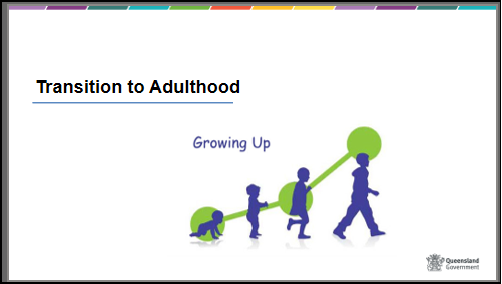 Transition to Adulthood
Growing Up
Queensland
Government